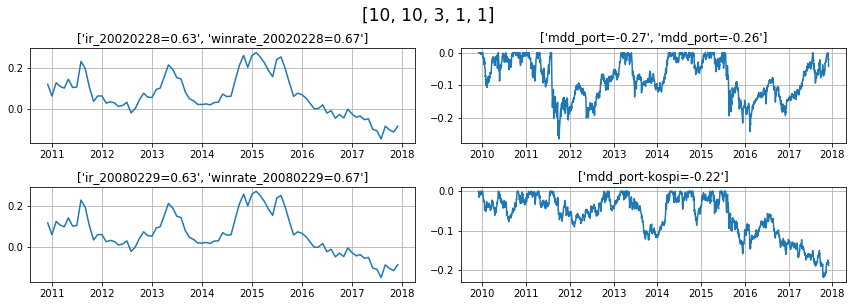 [10, 10, 3, 1, 1]
['ir_20020228=0.63', 'winrate_20020228=0.67']
0.2
0.0
2011 2012 2013 2014 2015 2016 2017 2018
['mdd_port=-0.27', 'mdd_port=-0.26']
0.0
−0.1
−0.2
2010 2011 2012 2013 2014 2015 2016 2017 2018
['ir_20080229=0.63', 'winrate_20080229=0.67']
0.2
0.0
2011 2012 2013 2014 2015 2016 2017 2018
['mdd_port-kospi=-0.22']
0.0
−0.1
−0.2
2010 2011 2012 2013 2014 2015 2016 2017 2018